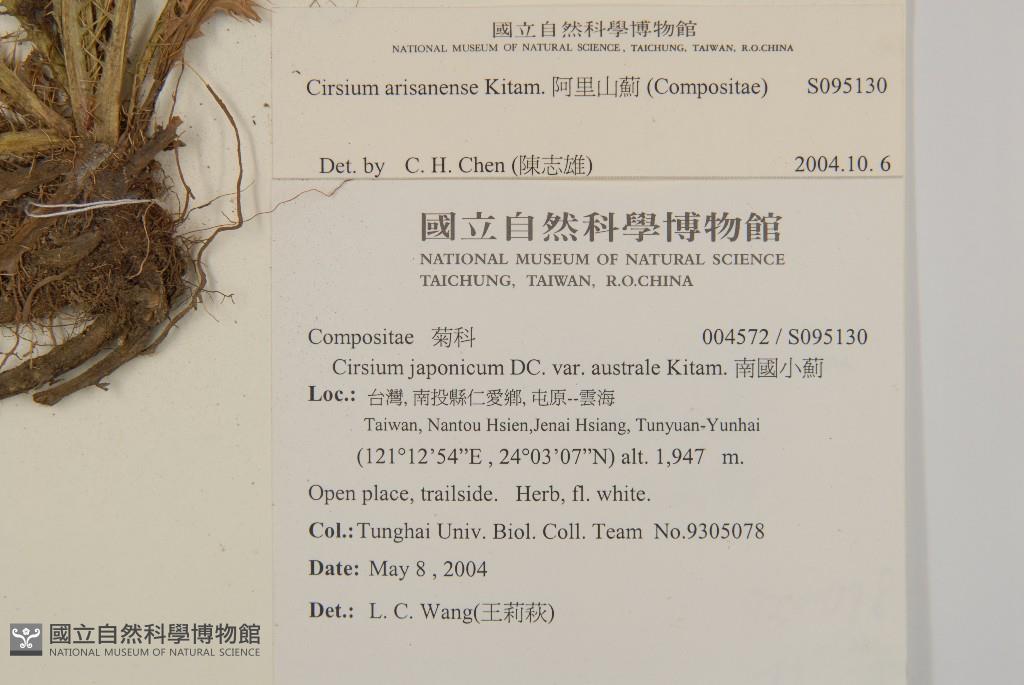 國立自然科學博物館
NATIONAL MUSEUM OF NATURAL SCIENCE, TAICHUNG, TAIWAN, R.O.CHINA
Cirsium arisanense Kitam. 阿里山薊 (Compositae) S095130
Det. by C. H. Chen (陳志雄) 2004.10. 6
國立自然科學博物館
NATIONAL MUSEUM OF NATURAL SCIENCE
TAICHUNG, TAIWAN, R.O.CHINA
Compositae 菊科 004572 / S095130
Cirsium japonicum DC. var. australe Kitam. 南國小薊
Loc.: 台灣, 南投縣仁愛鄉, 屯原--雲海
Taiwan, Nantou Hsien,Jenai Hsiang, Tunyuan-Yunhai
(121°12’54”E , 24°03’07”N) alt. 1,947 m.
Open place, trailside. Herb, fl. white.
Col.: Tunghai Univ. Biol. Coll. Team No.9305078
Date: May 8 , 2004
Det.: L. C. Wang(王莉萩)
國立自然科學博物館
NATIONAL MUSEUM OF NATURAL SCIENCE